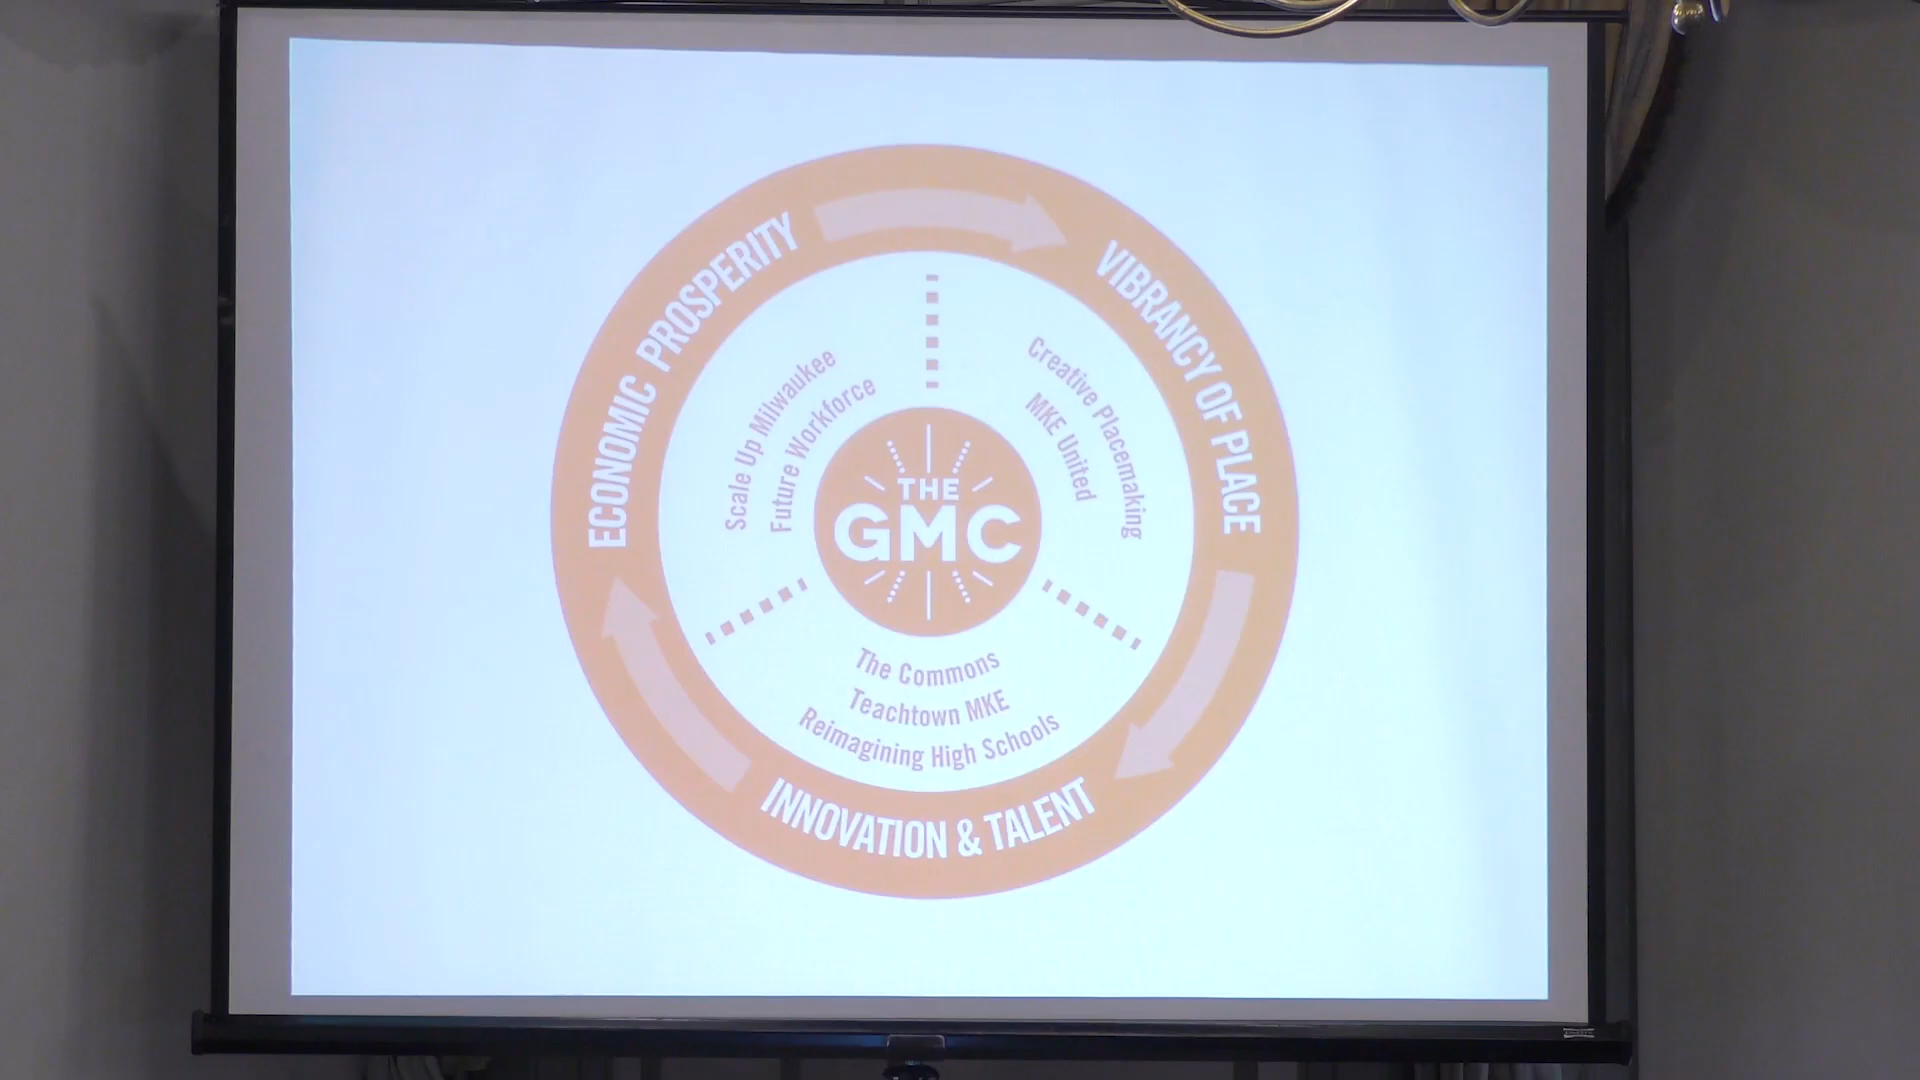 ECONOMIC PROSPERITY
VIBRANCY OF PLACE
Scale Up Milwaukee
Future Workforce
Creative Placemaking
MKE United
THE
GMC
The Commons
Teachtown MKE
Reimagining High Schools
INNOVATION & TALENT